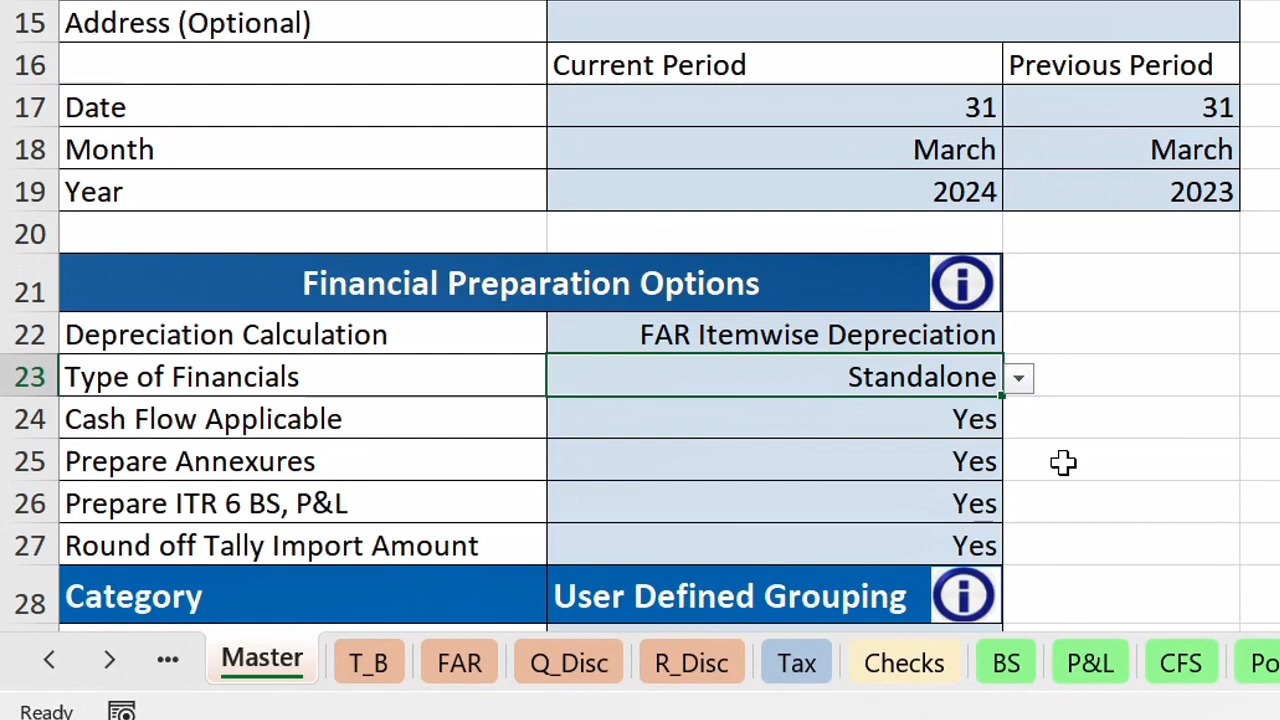 15 Address (Optional)
16 Current Period Previous Period
17 Date 31 31
18 Month March March
19 Year 2024 2023
20
21 Financial Preparation Options i
22 Depreciation Calculation FAR Itemwise Depreciation
23 Type of Financials Standalone
24 Cash Flow Applicable Yes
25 Prepare Annexures Yes
26 Prepare ITR 6 BS, P&L Yes
27 Round off Tally Import Amount Yes
28 Category User Defined Grouping i
Master T_B FAR Q_Disc R_Disc Tax Checks BS P&L CFS Po
Ready